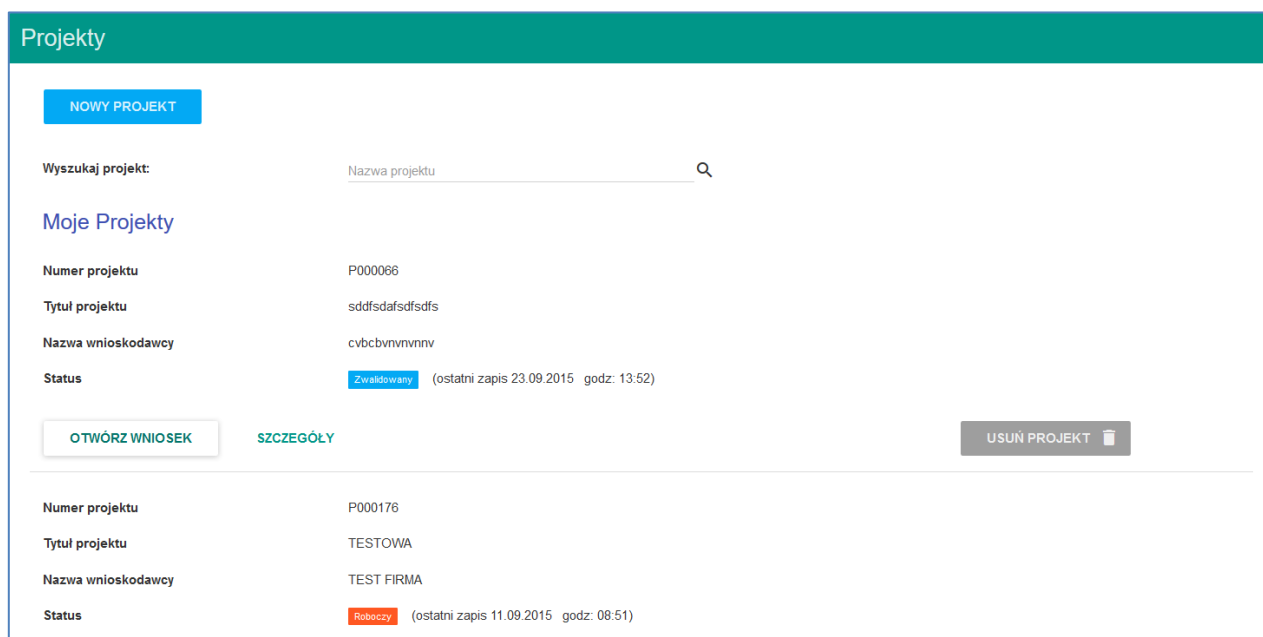 Projekty
NOWY PROJEKT
Wyszukaj projekt: Nazwa projektu
Moje Projekty
Numer projektu P000066
Tytuł projektu sddfsdafsdfsdfs
Nazwa wnioskodawcy cvbcbvnvnvnnv
Status Zwalidowany (ostatni zapis 23.09.2015 godz: 13:52)
OTWÓRZ WNIOSEK SZCZEGÓŁY USUŃ PROJEKT
Numer projektu P000176
Tytuł projektu TESTOWA
Nazwa wnioskodawcy TEST FIRMA
Status Roboczy (ostatni zapis 11.09.2015 godz: 08:51)